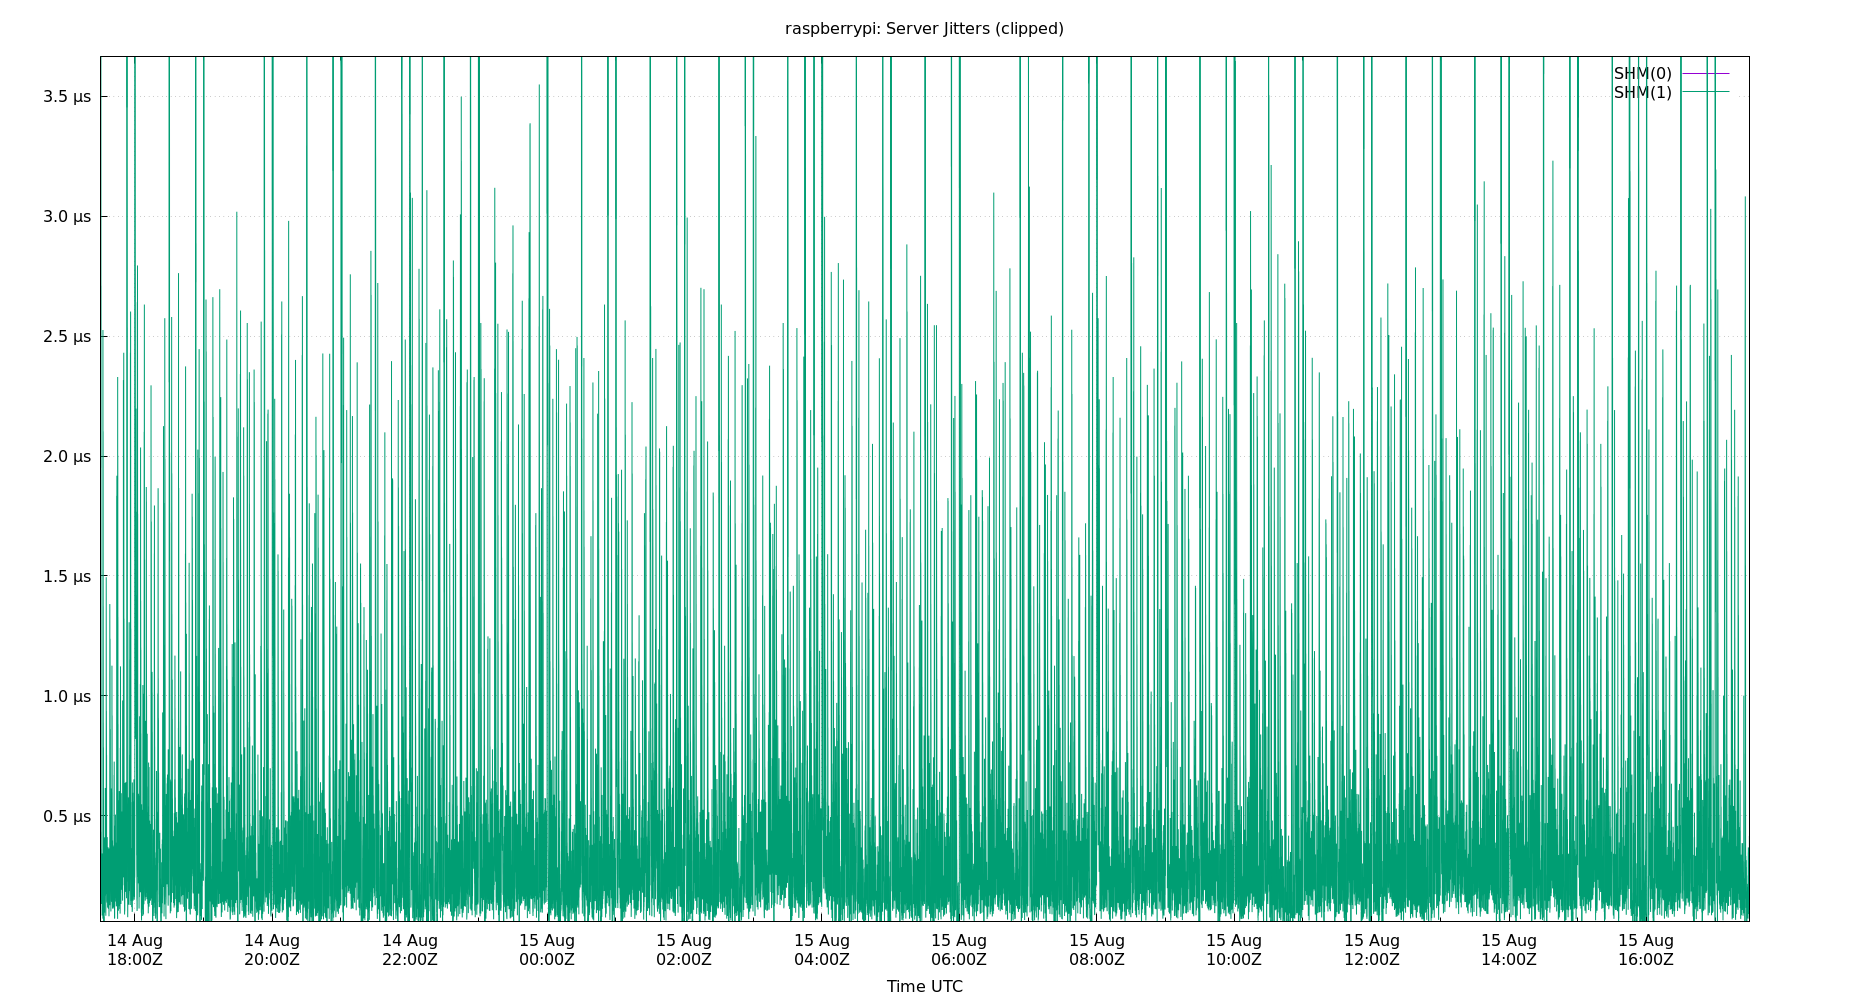 raspberrypi: Server Jitters (clipped)
SHM(0)
SHM(1)
3.5 µs
3.0 µs
2.5 µs
2.0 µs
1.5 µs
1.0 µs
0.5 µs
14 Aug 14 Aug 14 Aug 15 Aug 15 Aug 15 Aug 15 Aug 15 Aug 15 Aug 15 Aug 15 Aug 15 Aug
18:00Z 20:00Z 22:00Z 00:00Z 02:00Z 04:00Z 06:00Z 08:00Z 10:00Z 12:00Z 14:00Z 16:00Z
Time UTC